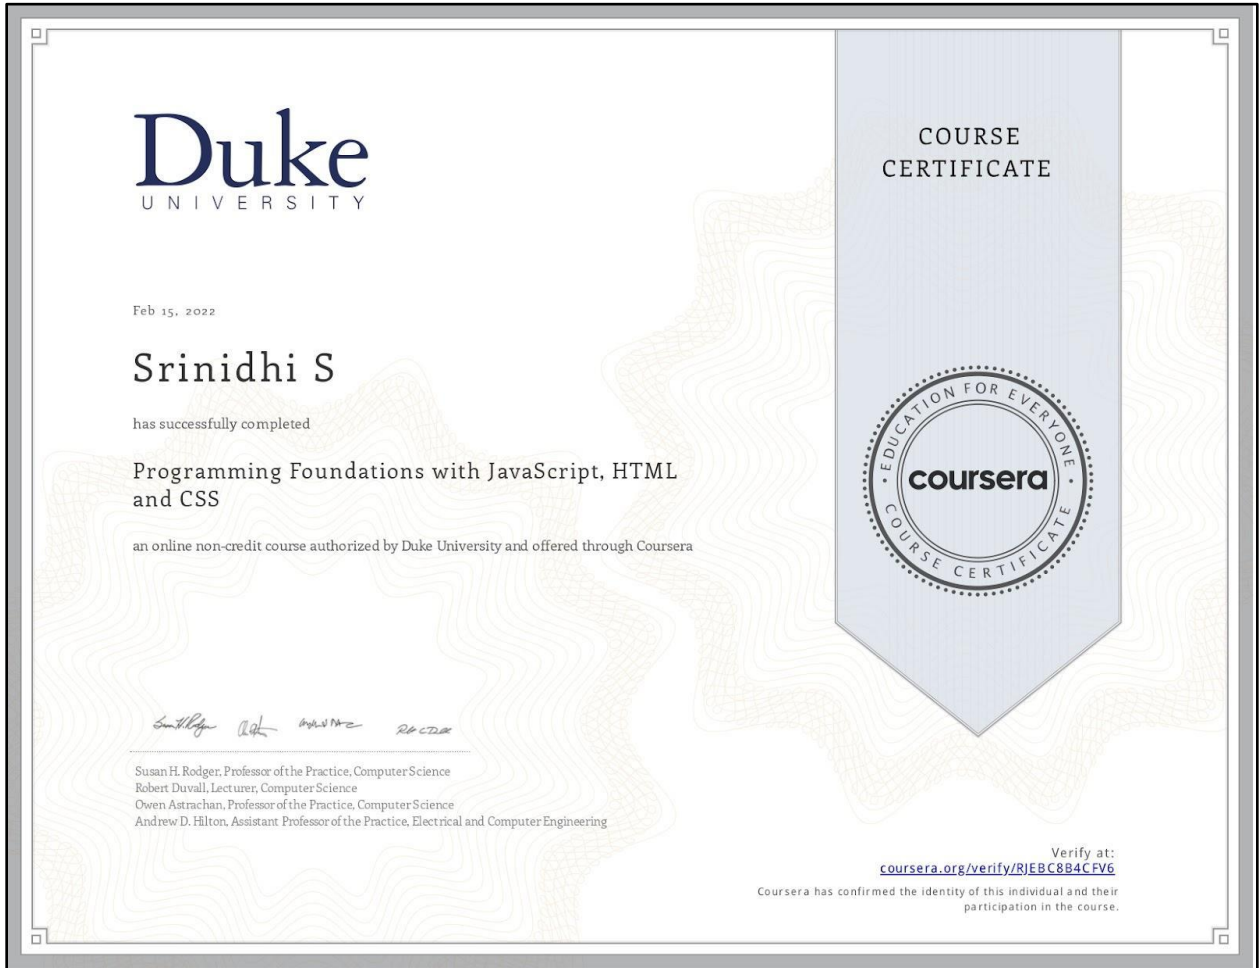 Duke
UNIVERSITY
COURSE
CERTIFICATE
Feb 15, 2022
Srinidhi S
has successfully completed
Programming Foundations with JavaScript, HTML
and CSS
an online non-credit course authorized by Duke University and offered through Coursera
EDUCATION FOR EVERYONE
coursera
COURSE CERTIFICATE
Susan H. Rodger, Professor of the Practice, Computer Science
Robert Duvall, Lecturer, Computer Science
Owen Astrachan, Professor of the Practice, Computer Science
Andrew D. Hilton, Assistant Professor of the Practice, Electrical and Computer Engineering
Verify at:
coursera.org/verify/RJEBC8B4CFV6
Coursera has confirmed the identity of this individual and their
participation in the course.